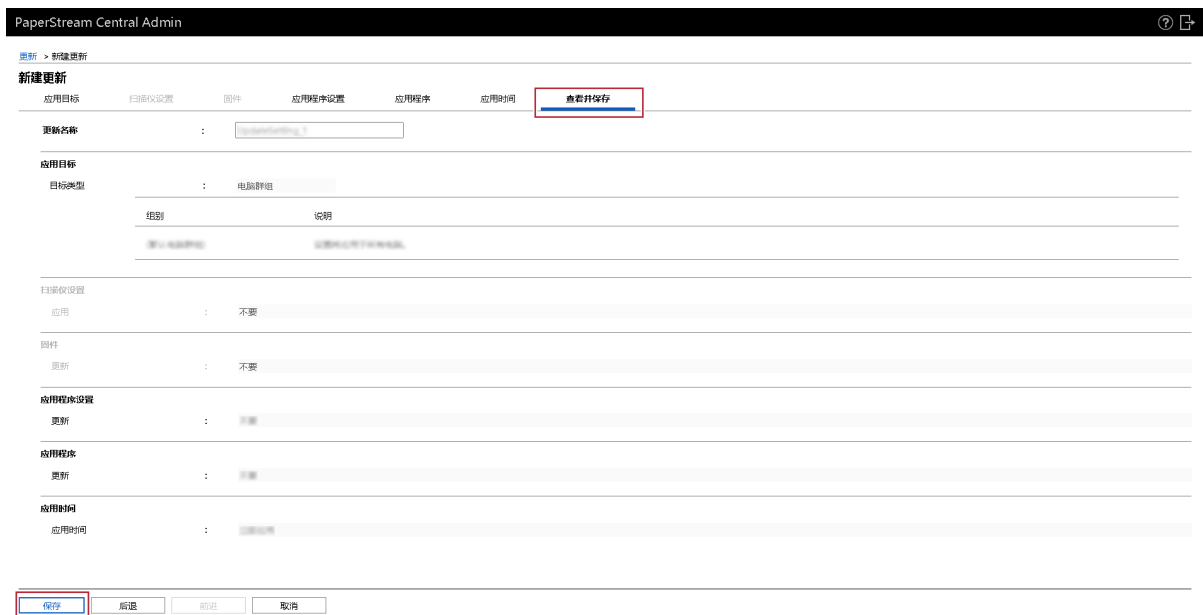 PaperStream Central Admin
更新 > 新建更新
新建更新
应用目标 扫描仪设置 固件 应用程序设置 应用程序 应用时间 查看并保存
更新名称 : UpdateSetting_1
应用目标
目标类型 : 电脑群组
组别 说明
扫描仪设置
应用 : 不要
固件
更新 : 不要
应用程序设置
更新 :
应用程序
更新 :
应用时间
应用时间 :
保存 后退 前进 取消